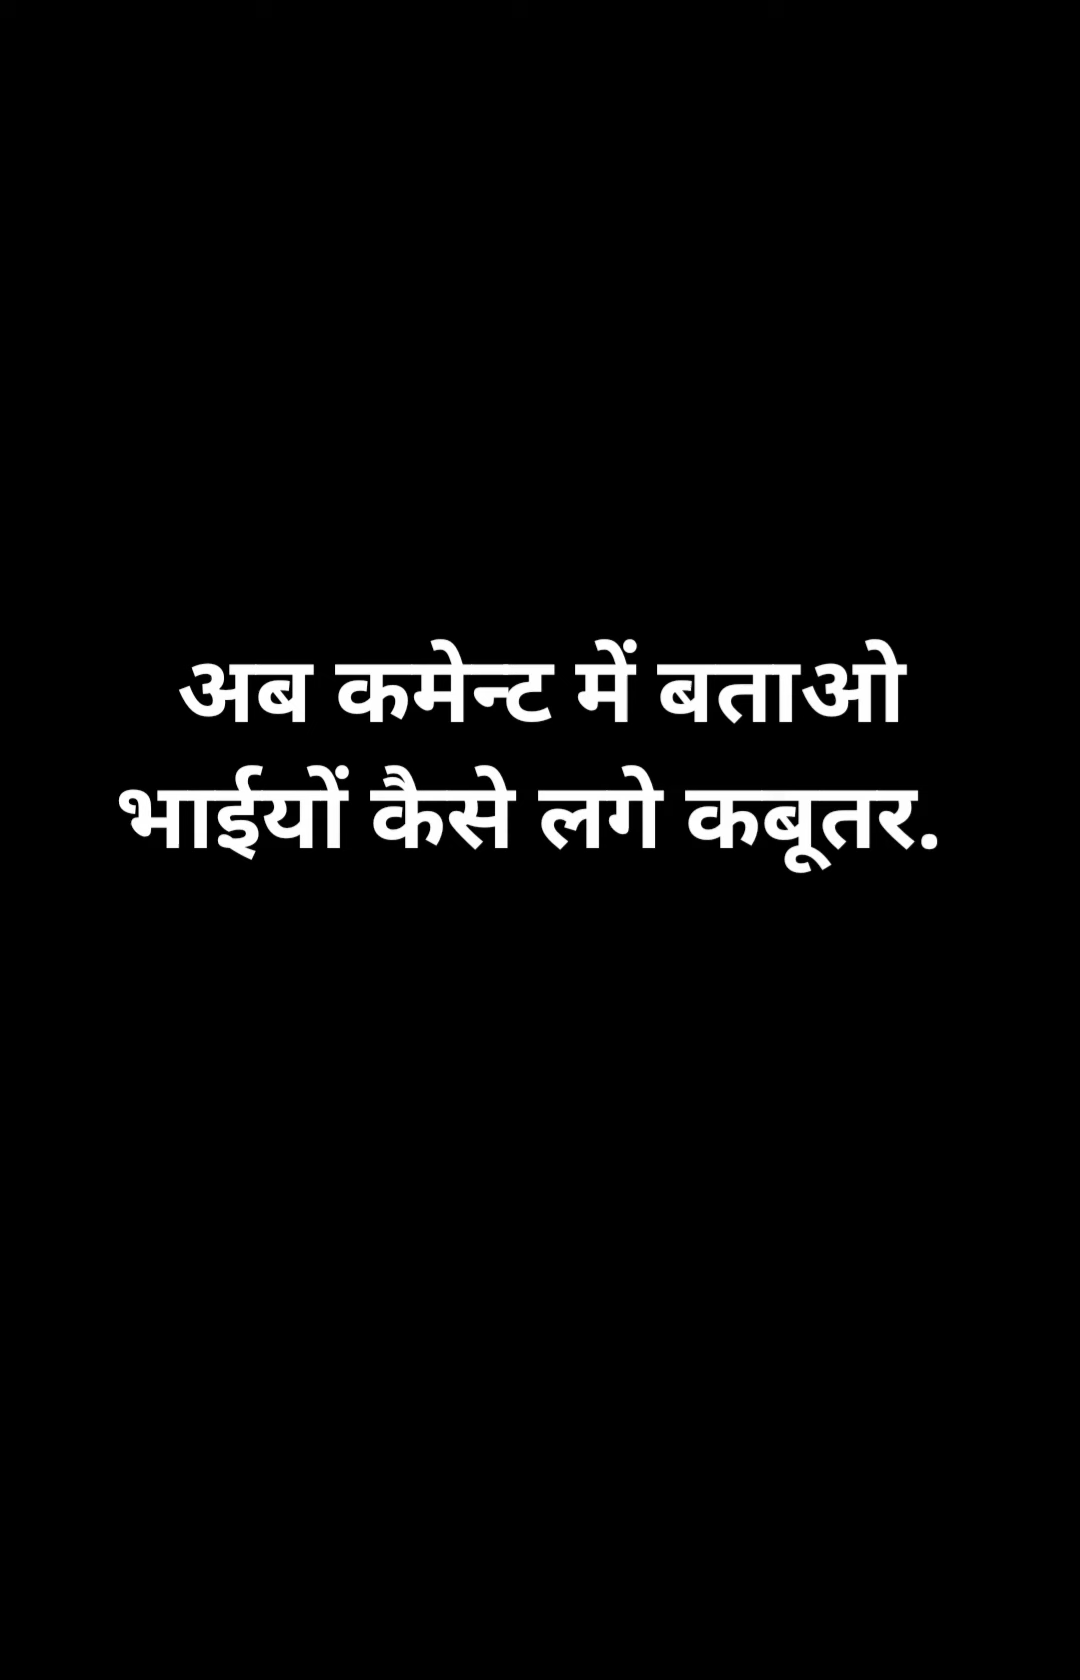 अब कमेन्ट में बताओ
भाईयों कैसे लगे कबूतर.